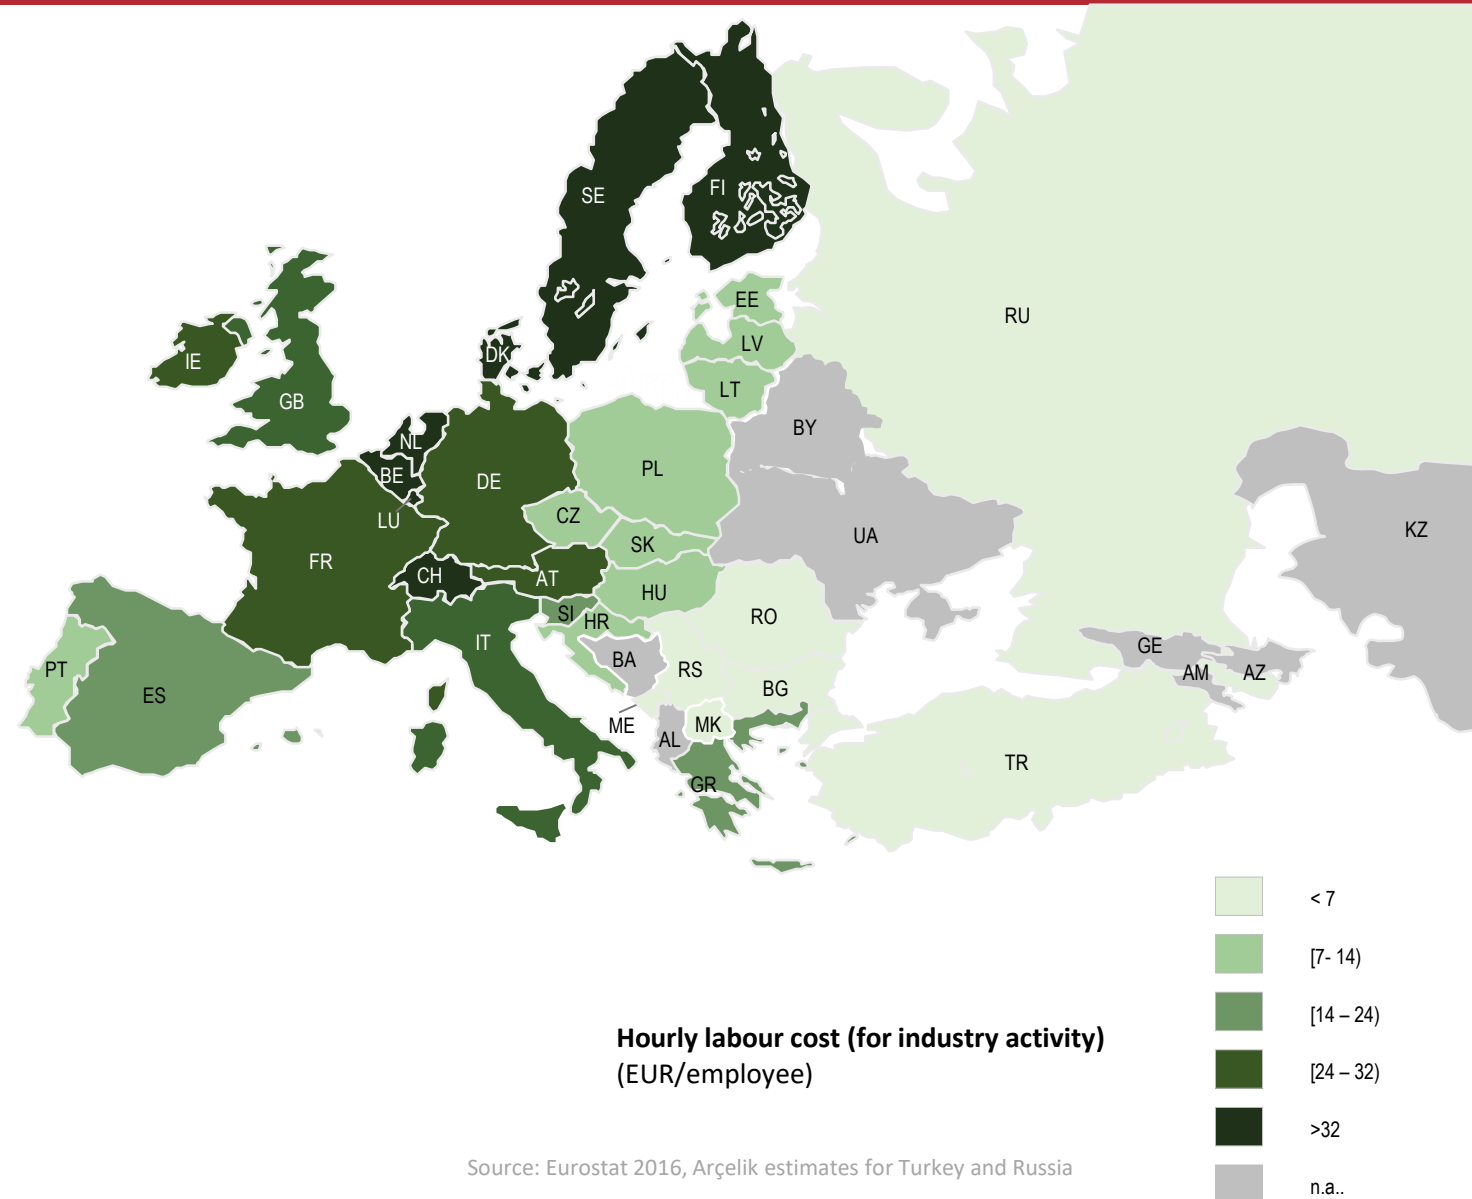 SE
FI
EE
RU
LV
DK
IE
LT
GB
BY
NL
PL
BE
DE
CZ
LU
KZ
UA
SK
FR
CH
AT
HU
SI
HR
RO
IT
GE
BA
PT
RS
AM
AZ
ES
BG
ME
MK
AL
TR
GR
< 7
[7- 14)
[14 – 24)
Hourly labour cost (for industry activity)
(EUR/employee)
[24 – 32)
>32
Source: Eurostat 2016, Arçelik estimates for Turkey and Russia
n.a..